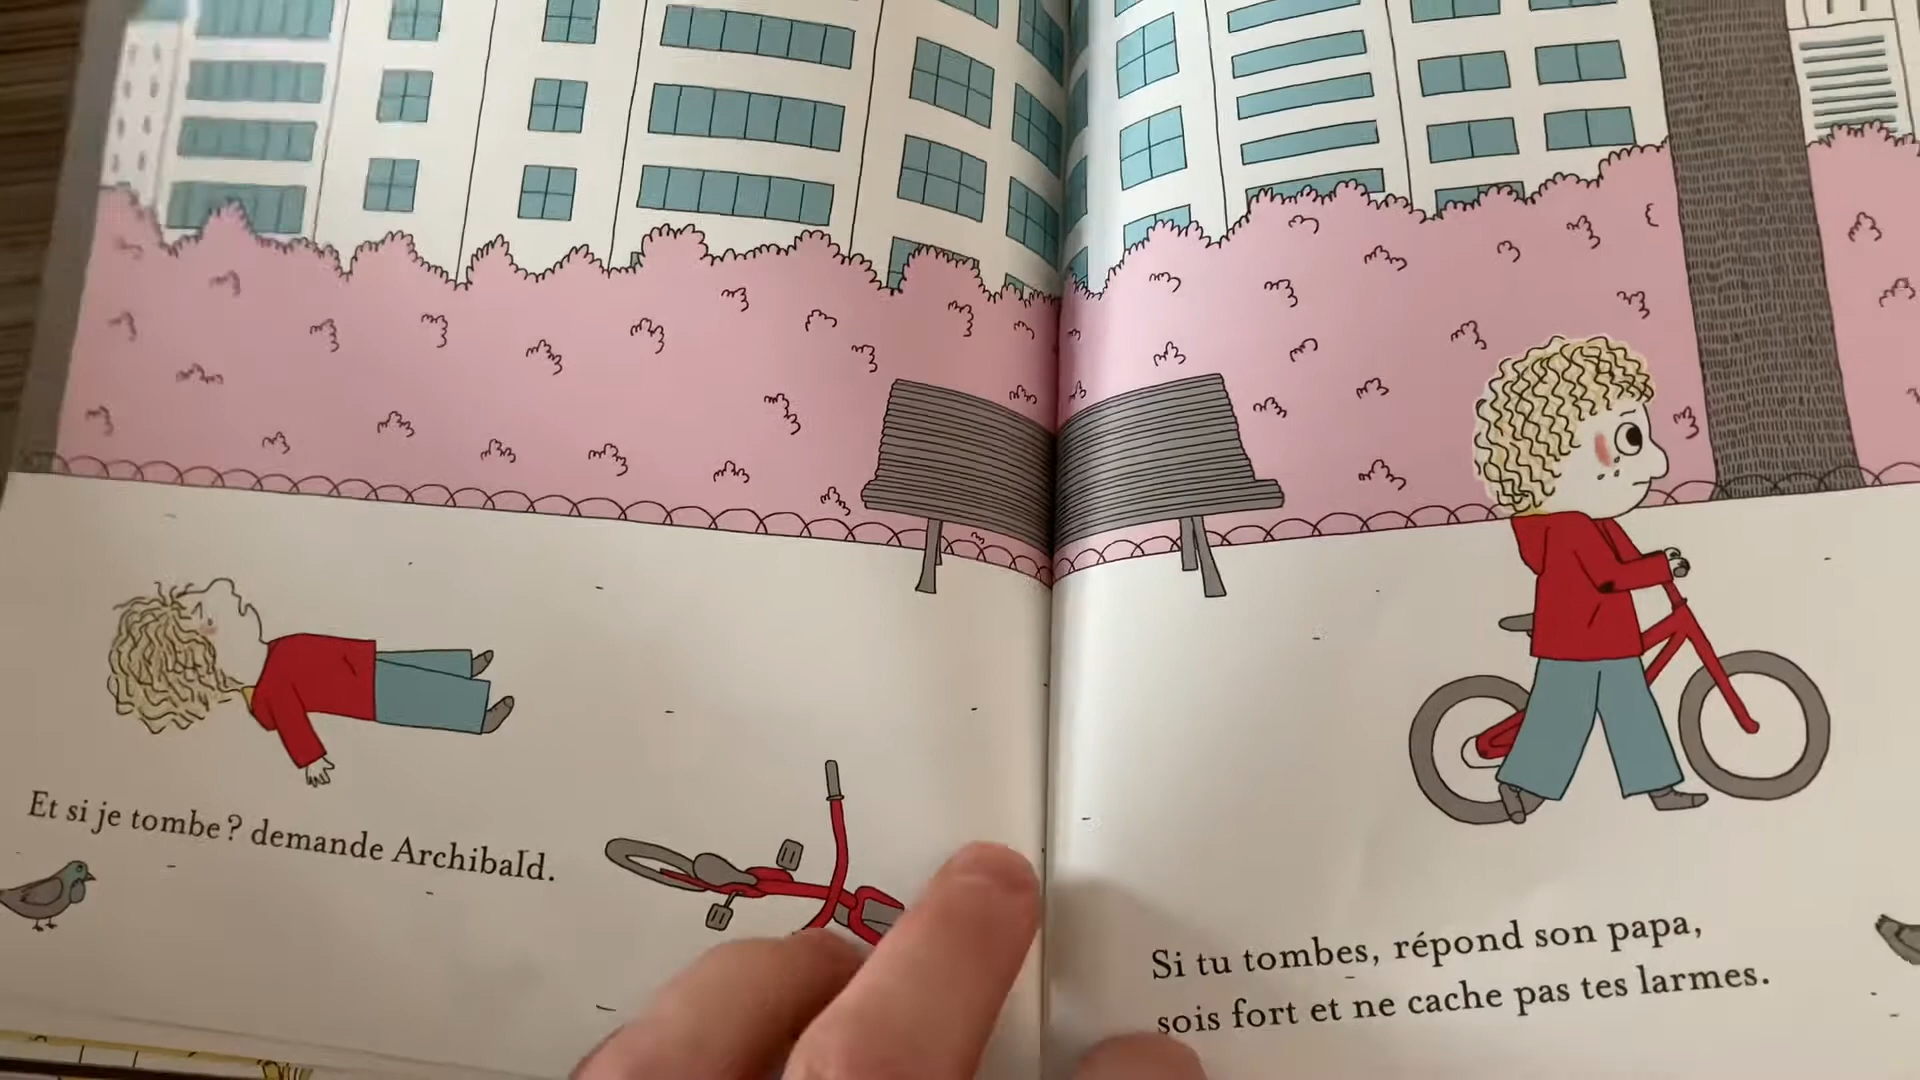 Et si je tombe ? demande Archibald.
Si tu tombes, répond son papa,
sois fort et ne cache pas tes larmes.